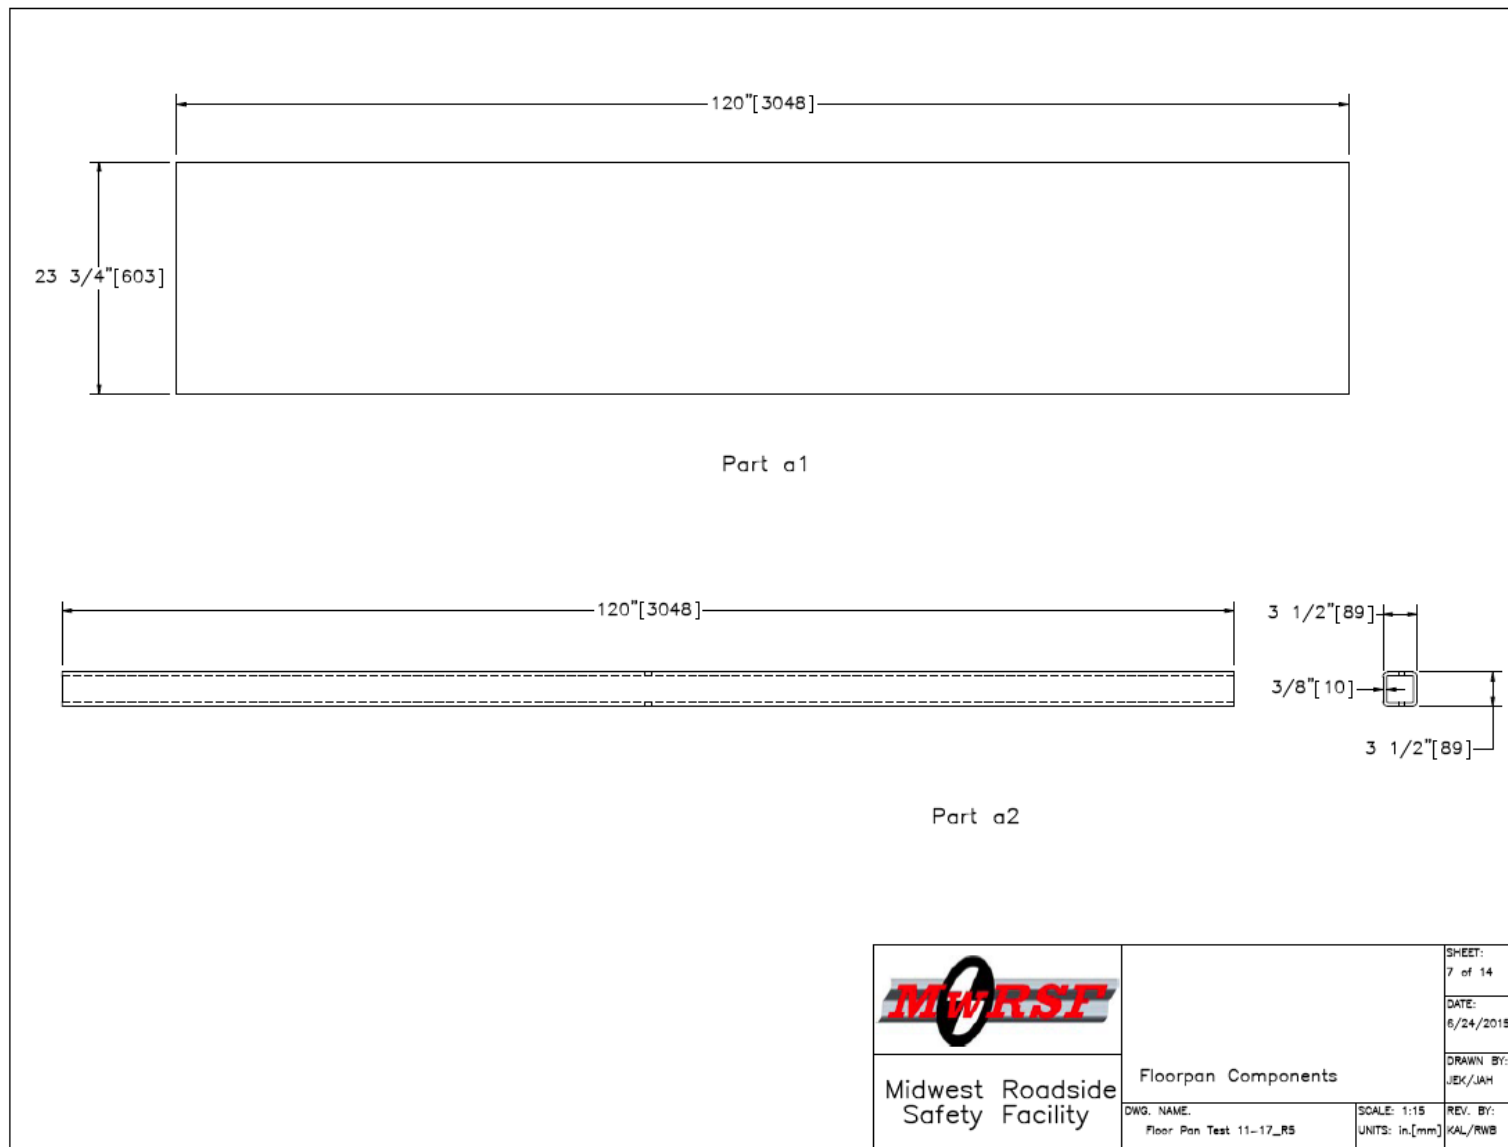 120"[3048]
23 3/4"[603]
Part a1
120"[3048]
3 1/2"[89]
3/8"[10]
3 1/2"[89]
Part a2
MwRSF
Midwest Roadside
Safety Facility
Floorpan Components
DWG. NAME.
Floor Pan Test 11-17_R5
SCALE: 1:15
UNITS: in.[mm]
SHEET:
7 of 14
DATE:
6/24/2015
DRAWN BY:
JEK/JAH
REV. BY:
KAL/RWB